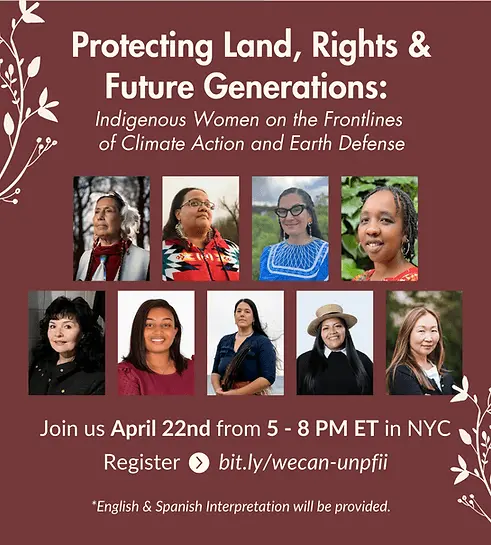 Protecting Land, Rights &
Future Generations:
Indigenous Women on the Frontlines
of Climate Action and Earth Defense
Join us April 22nd from 5 - 8 PM ET in NYC
Register bit.ly/wecan-unpfii
*English & Spanish Interpretation will be provided.